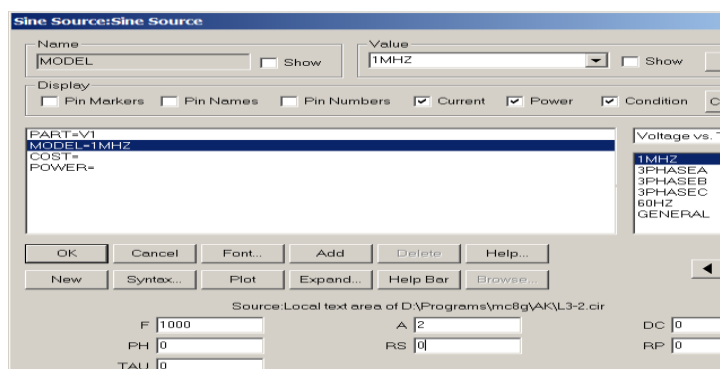 Sine Source:Sine Source
Name Value
MODEL Show 1MHZ Show
Display
Pin Markers Pin Names Pin Numbers Current Power Condition
PART=V1
MODEL=1MHZ
COST=
POWER=
Voltage vs.
1MHZ
3PHASEA
3PHASEB
3PHASEC
60HZ
GENERAL
OK Cancel Font... Add Delete Help...
New Syntax... Plot Expand... Help Bar Browse...
Source:Local text area of D:\Programs\mc8g\AK\L3-2.cir
F 1000 A 2 DC 0
PH 0 RS 0 RP 0
TAU 0